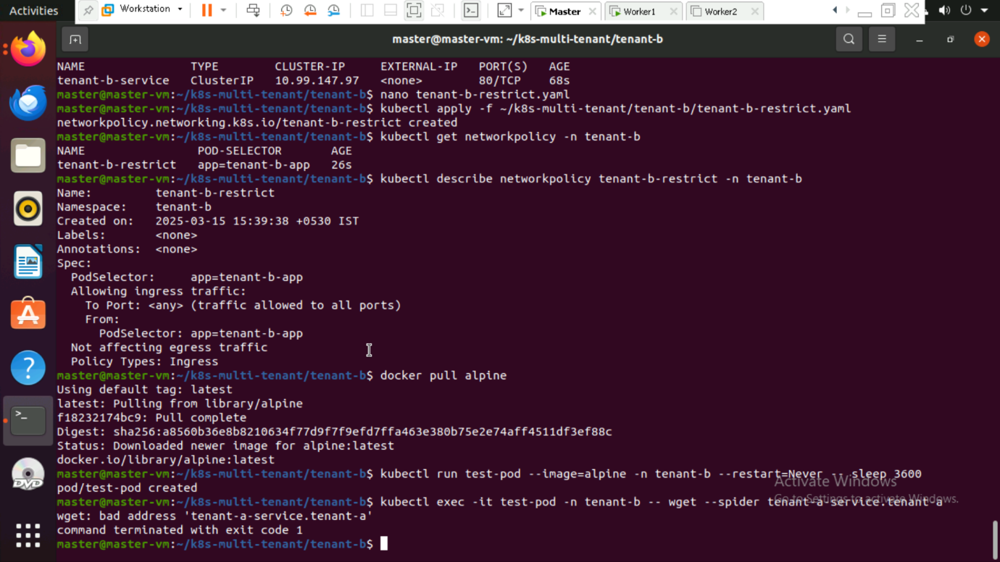 Activities
Workstation
Master
Worker1
Worker2
master@master-vm: ~/k8s-multi-tenant/tenant-b
NAME TYPE CLUSTER-IP EXTERNAL-IP PORT(S) AGE
tenant-b-service ClusterIP 10.99.147.97 <none> 80/TCP 68s
master@master-vm:~/k8s-multi-tenant/tenant-b$ nano tenant-b-restrict.yaml
master@master-vm:~/k8s-multi-tenant/tenant-b$ kubectl apply -f ~/k8s-multi-tenant/tenant-b/tenant-b-restrict.yaml
networkpolicy.networking.k8s.io/tenant-b-restrict created
master@master-vm:~/k8s-multi-tenant/tenant-b$ kubectl get networkpolicy -n tenant-b
NAME POD-SELECTOR AGE
tenant-b-restrict app=tenant-b-app 26s
master@master-vm:~/k8s-multi-tenant/tenant-b$ kubectl describe networkpolicy tenant-b-restrict -n tenant-b
Name: tenant-b-restrict
Namespace: tenant-b
Created on: 2025-03-15 15:39:38 +0530 IST
Labels: <none>
Annotations: <none>
Spec:
PodSelector: app=tenant-b-app
Allowing ingress traffic:
To Port: <any> (traffic allowed to all ports)
From:
PodSelector: app=tenant-b-app
Not affecting egress traffic
Policy Types: Ingress
master@master-vm:~/k8s-multi-tenant/tenant-b$ docker pull alpine
Using default tag: latest
latest: Pulling from library/alpine
f18232174bc9: Pull complete
Digest: sha256:a8560b36e8b8210634f77d9f7f9efd7ffa463e380b75e2e74aff4511df3ef88c
Status: Downloaded newer image for alpine:latest
docker.io/library/alpine:latest
master@master-vm:~/k8s-multi-tenant/tenant-b$ kubectl run test-pod --image=alpine -n tenant-b --restart=Never -- sleep 3600
pod/test-pod created
master@master-vm:~/k8s-multi-tenant/tenant-b$ kubectl exec -it test-pod -n tenant-b -- wget --spider tenant-a-service.tenant-a
wget: bad address 'tenant-a-service.tenant-a'
command terminated with exit code 1
master@master-vm:~/k8s-multi-tenant/tenant-b$
Activate Windows
Go to Settings to activate Windows.
DVD